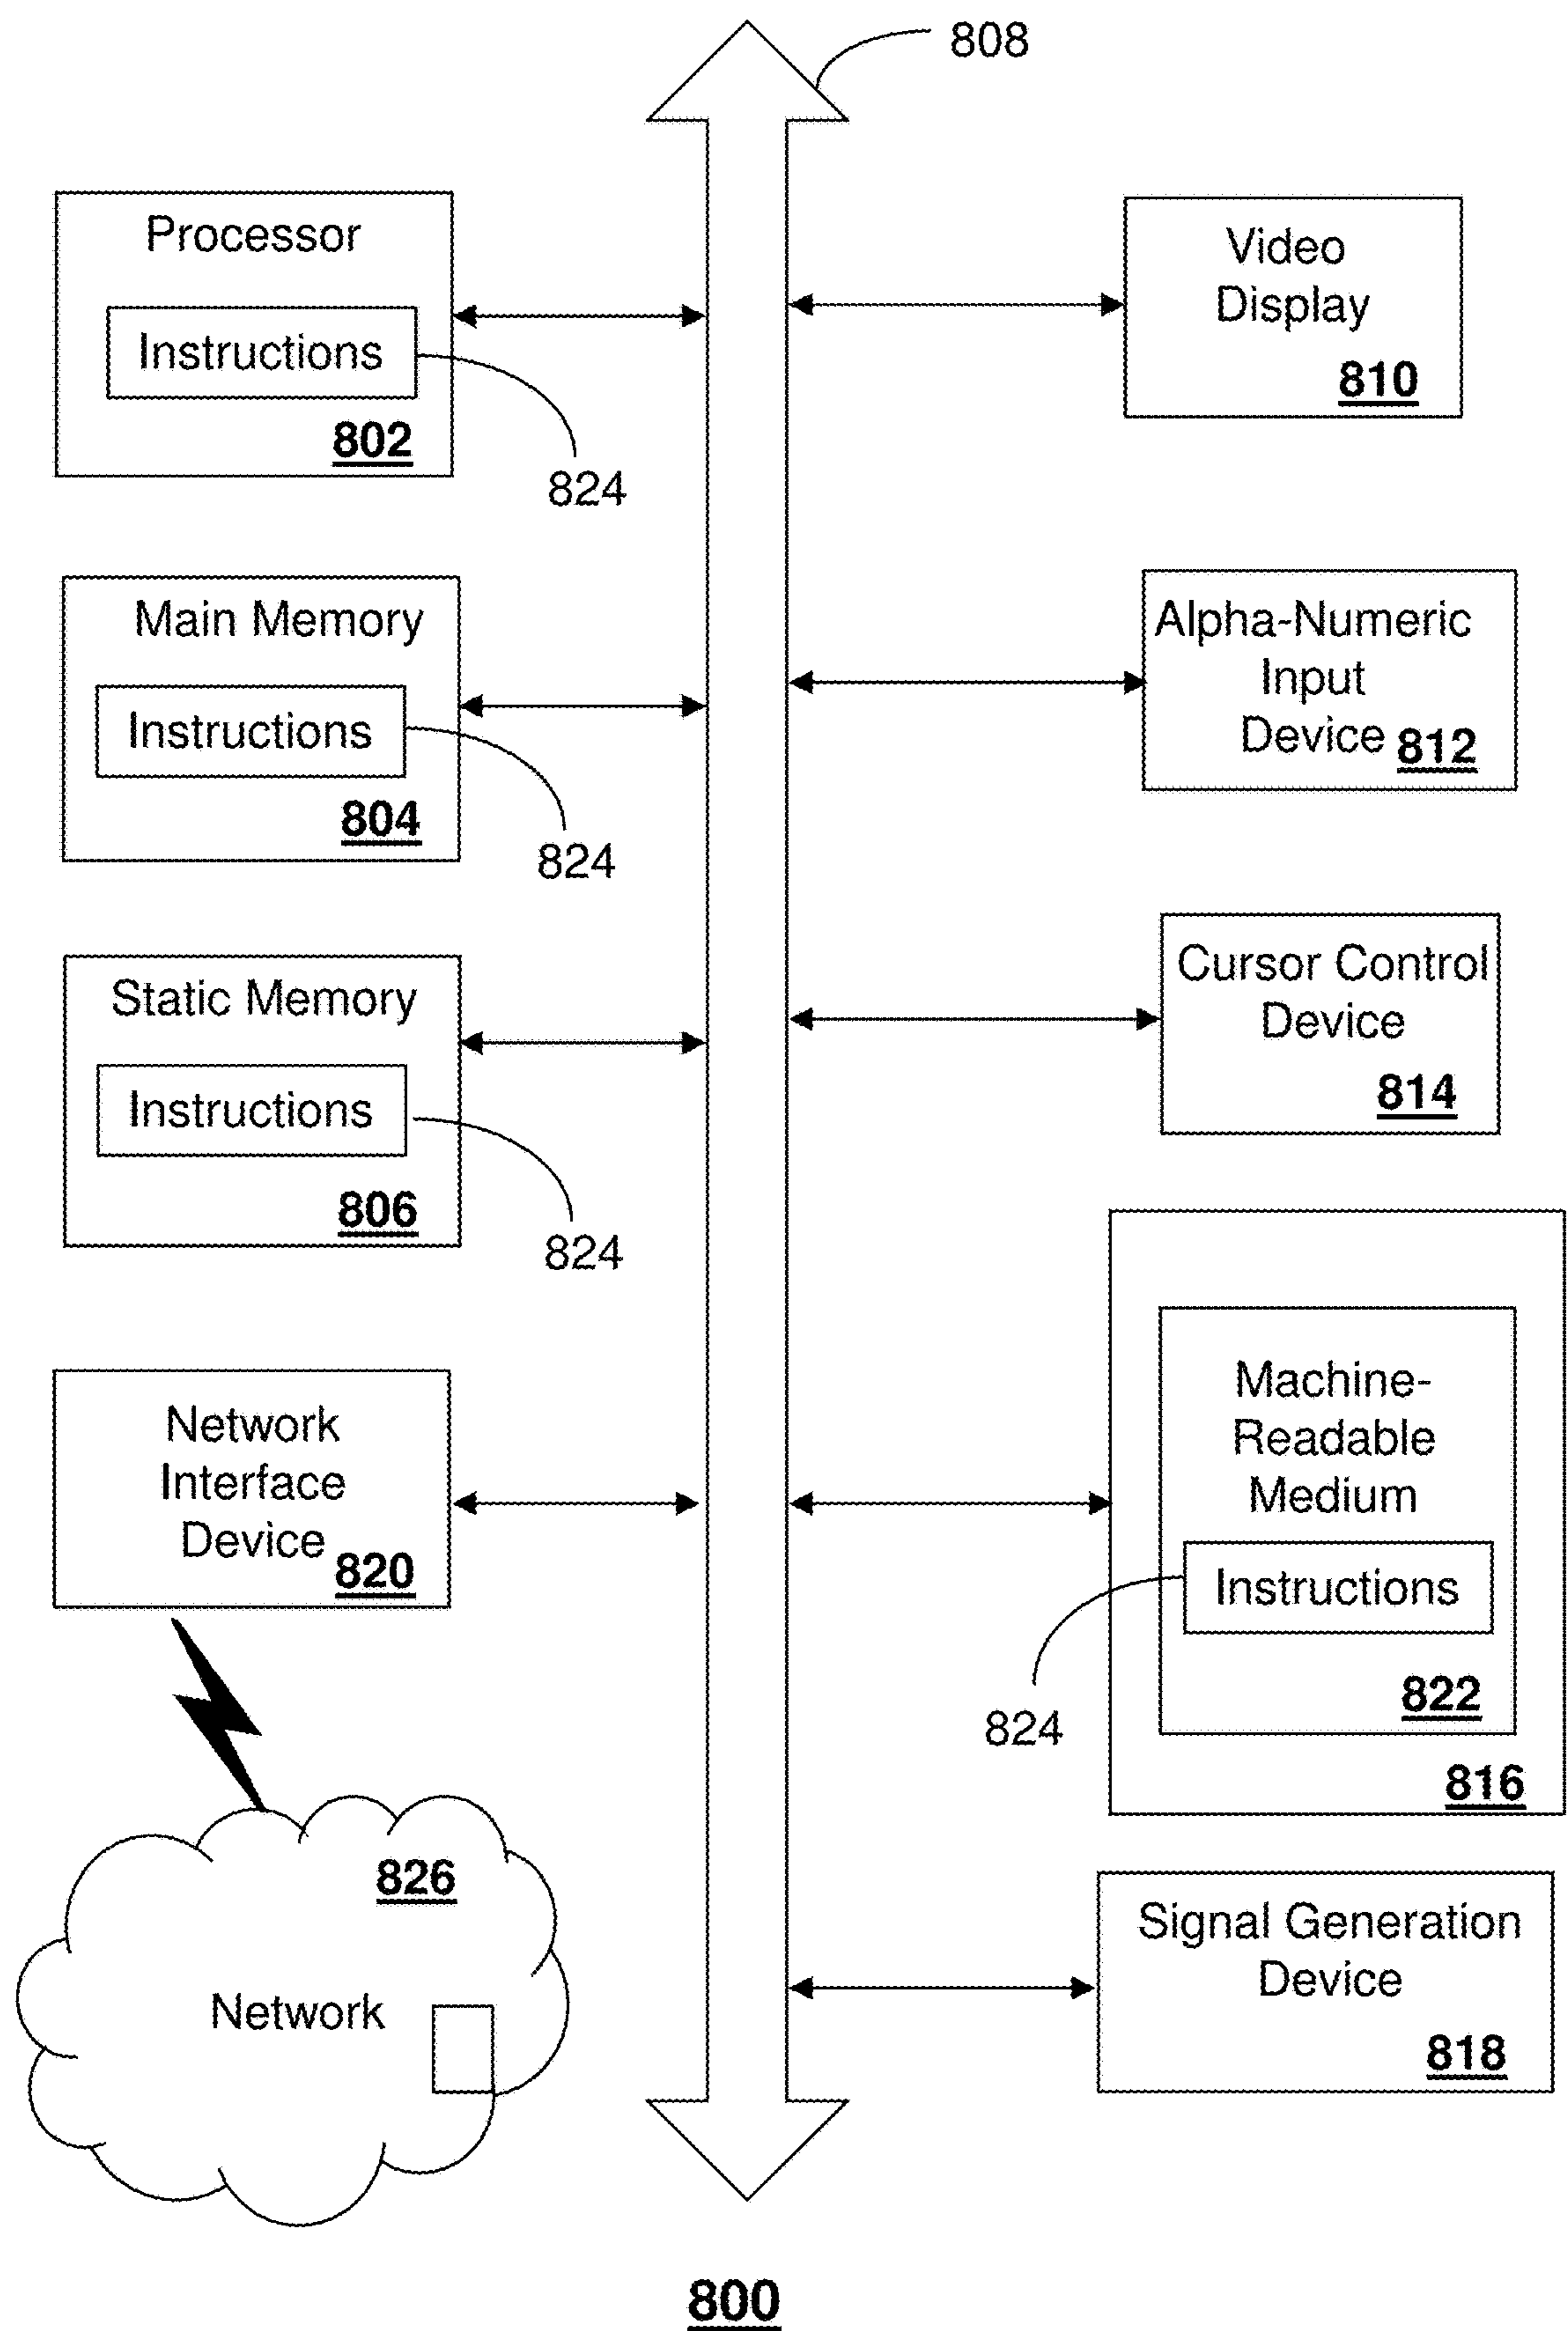 808
Processor
Instructions
802
824
Main Memory
Instructions
804
824
Static Memory
Instructions
806
824
Network
Interface
Device
820
826
Network
Video
Display
810
Alpha-Numeric
Input
Device
812
Cursor Control
Device
814
Machine-
Readable
Medium
Instructions
824
822
816
Signal Generation
Device
818
800